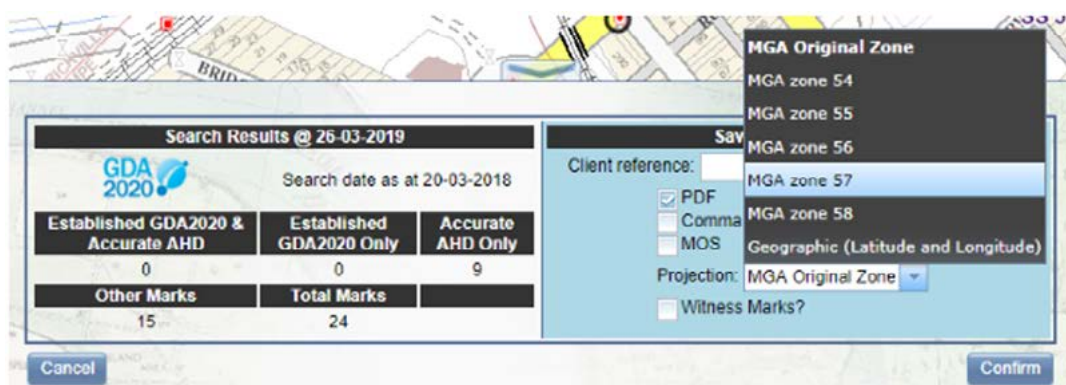 BRID
MGA Original Zone
MGA zone 54
MGA zone 55
MGA zone 56
MGA zone 57
MGA zone 58
Geographic (Latitude and Longitude)
Search Results @ 26-03-2019
GDA
2020
Search date as at 20-03-2018
Established GDA2020 & Accurate AHD
Established GDA2020 Only
Accurate AHD Only
0
0
9
Other Marks
Total Marks
15
24
Sav
Client reference:
PDF
Comma
MOS
Projection: MGA Original Zone
Witness Marks?
Cancel
Confirm